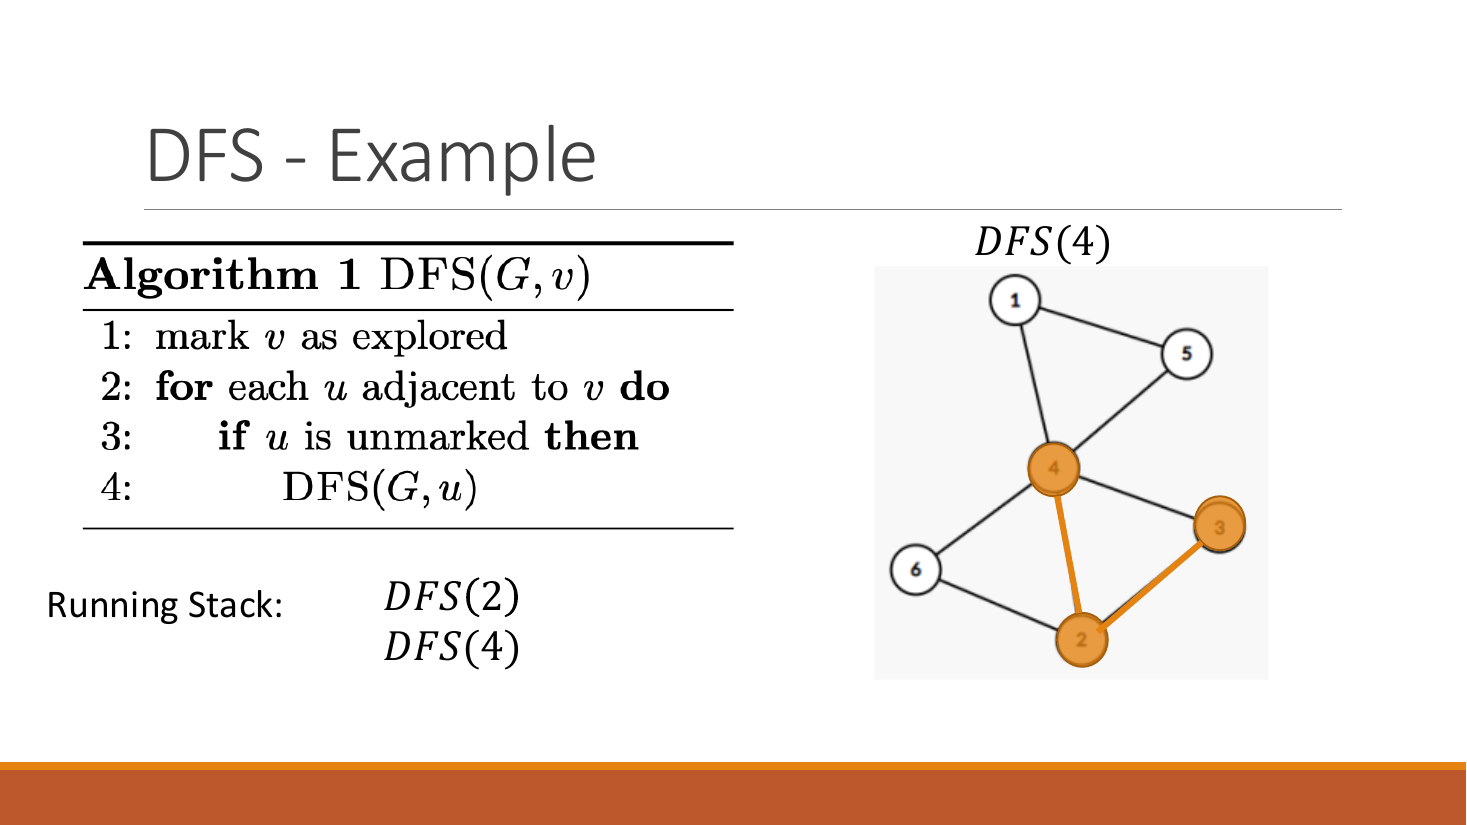 DFS - Example
Algorithm 1 DFS(G, v)
1: mark v as explored
2: for each u adjacent to v do
3: if u is unmarked then
4: DFS(G, u)
Running Stack:
DFS(2)
DFS(4)
DFS(4)
1
5
4
3
6
2